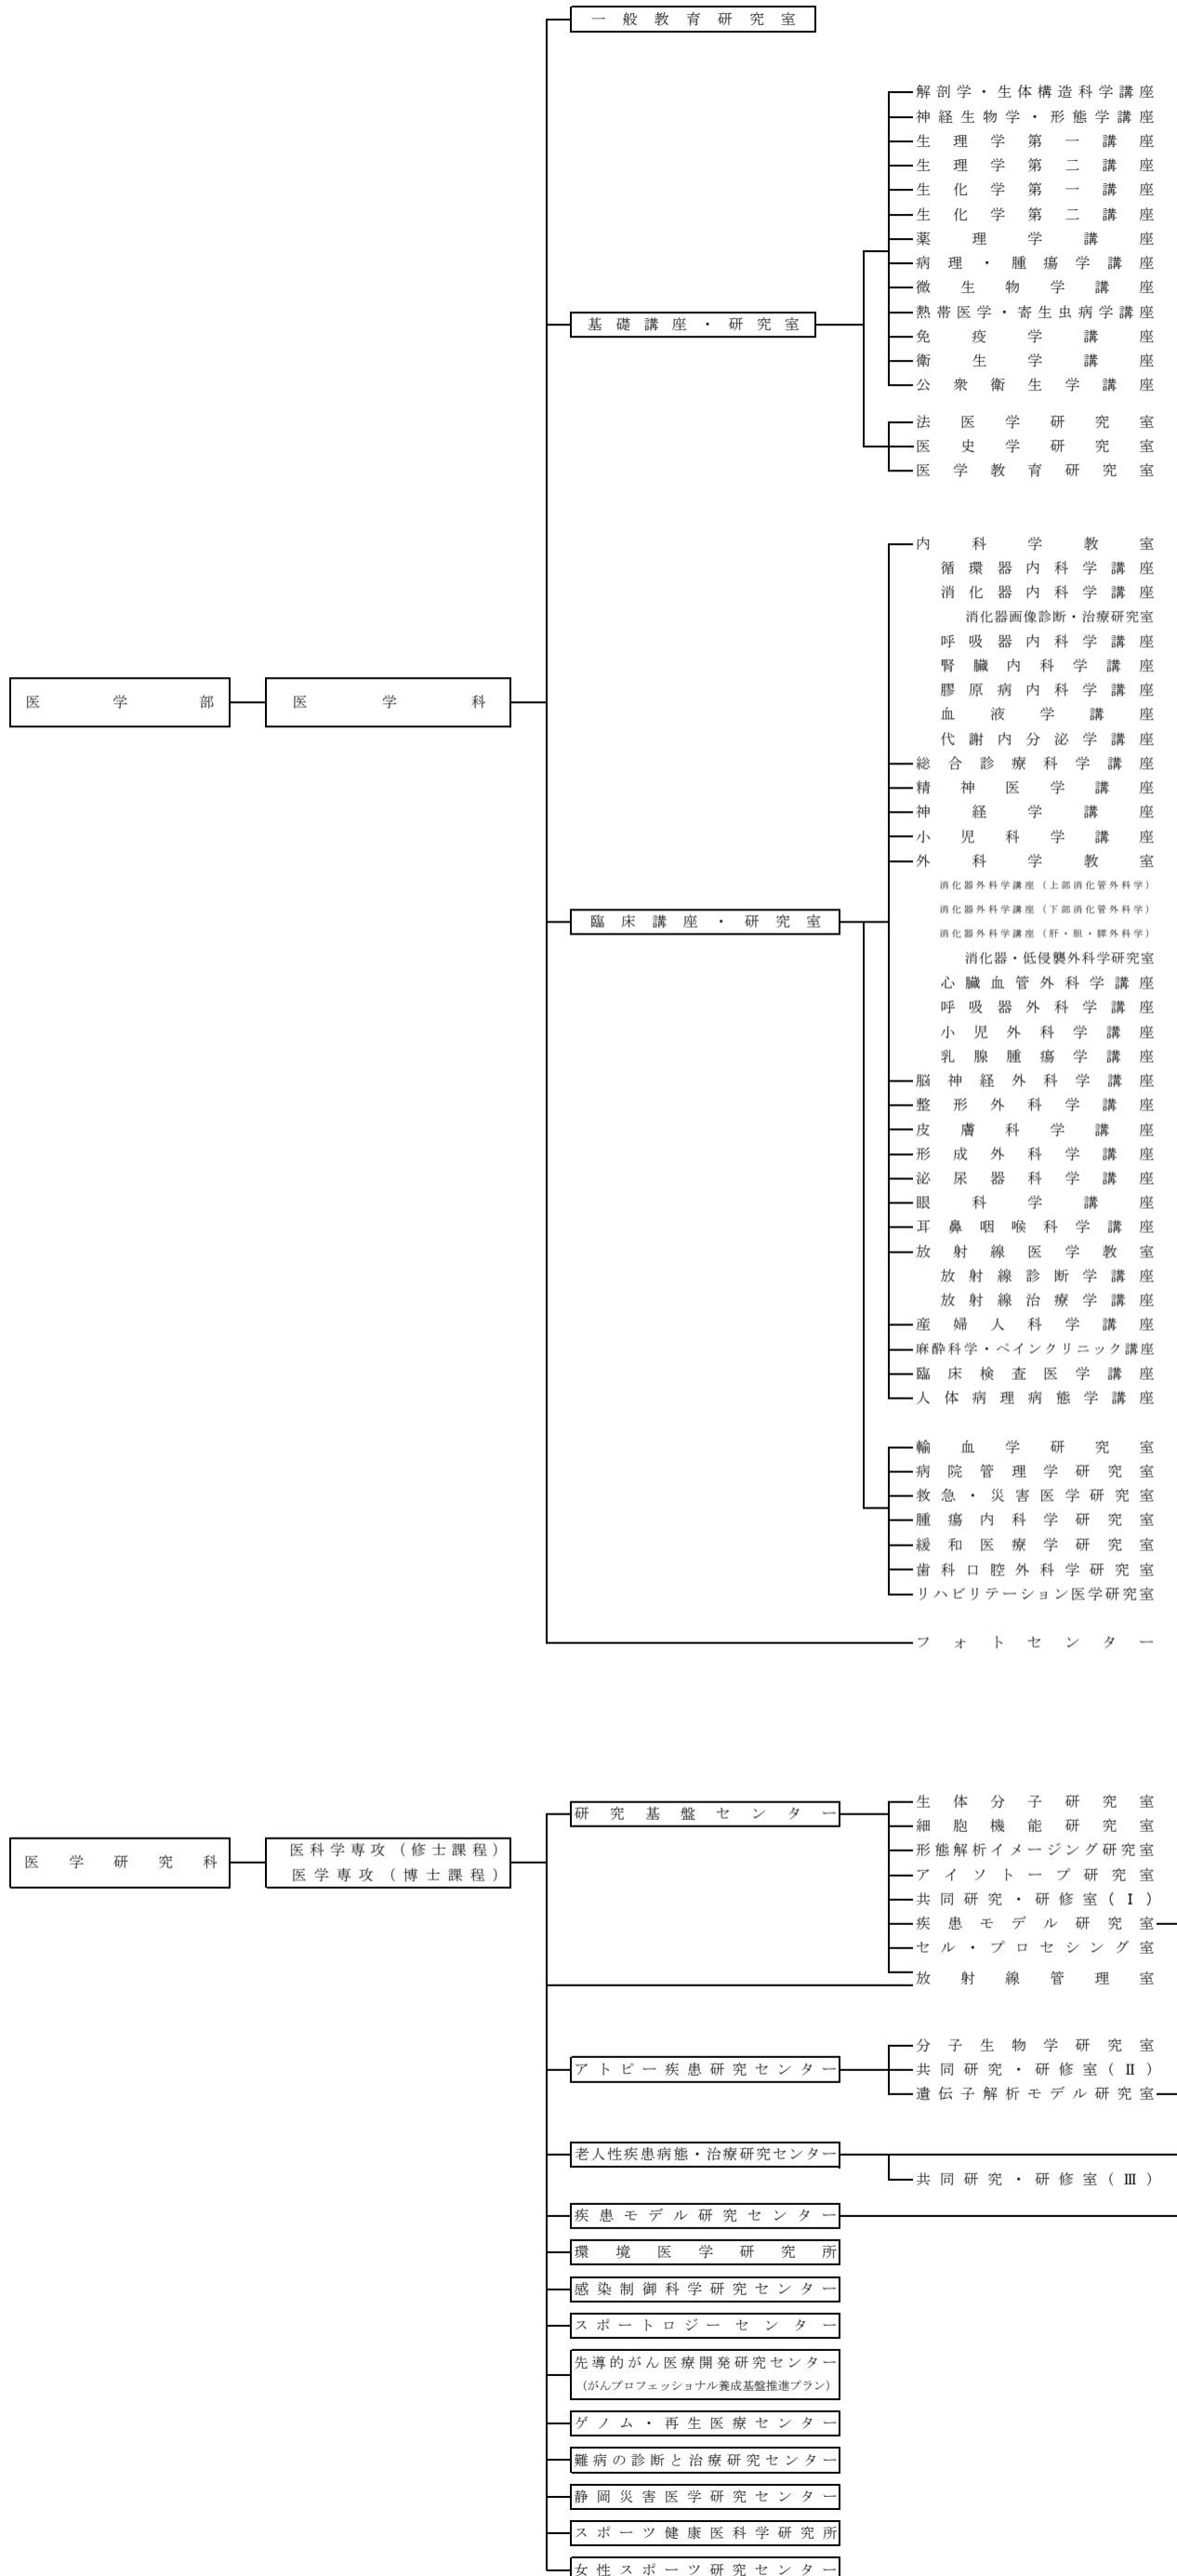 一般教育研究室
解剖学・生体構造科学講座
神経生物学・形態学講座
生理学第一講座
生理学第二講座
生化学第一講座
生化学第二講座
薬理学講座
病理・腫瘍学講座
微生物学講座
熱帯医学・寄生虫病学講座
基礎講座・研究室
免疫学講座
衛生学講座
公衆衛生学講座
法医学研究室
医史学研究室
医学教育研究室
内科学教室
循環器内科学講座
消化器内科学講座
消化器画像診断・治療研究室
呼吸器内科学講座
腎臓内科学講座
膠原病内科学講座
医学部
医学科
血液学講座
代謝内分泌学講座
総合診療科学講座
精神医学講座
神経学講座
小児科学講座
外科学教室
消化器外科学講座（上部消化管外科学）
消化器外科学講座（下部消化管外科学）
臨床講座・研究室
消化器外科学講座（肝・胆・膵外科学）
消化器・低侵襲外科学研究室
心臓血管外科学講座
呼吸器外科学講座
小児外科学講座
乳腺腫瘍学講座
脳神経外科学講座
整形外科学講座
皮膚科学講座
形成外科学講座
泌尿器科学講座
眼科学講座
耳鼻咽喉科学講座
放射線医学教室
放射線診断学講座
放射線治療学講座
産婦人科学講座
麻酔科学・ペインクリニック講座
臨床検査医学講座
人体病理病態学講座
輸血学研究室
病院管理学研究室
救急・災害医学研究室
腫瘍内科学研究室
緩和医療学研究室
歯科口腔外科学研究室
リハビリテーション医学研究室
フォトセンター
研究基盤センター
生体分子研究室
細胞機能研究室
形態解析イメージング研究室
医学研究科
医科学専攻（修士課程）
医学専攻（博士課程）
アイソトープ研究室
共同研究・研修室（Ⅰ）
疾患モデル研究室
セル・プロセシング室
放射線管理室
分子生物学研究室
アトピー疾患研究センター
共同研究・研修室（Ⅱ）
遺伝子解析モデル研究室
老人性疾患病態・治療研究センター
共同研究・研修室（Ⅲ）
疾患モデル研究センター
環境医学研究所
感染制御科学研究センター
スポートロジーセンター
先導的がん医療開発研究センター
（がんプロフェッショナル養成基盤推進プラン）
ゲノム・再生医療センター
難病の診断と治療研究センター
静岡災害医学研究センター
スポーツ健康医科学研究所
女性スポーツ研究センター